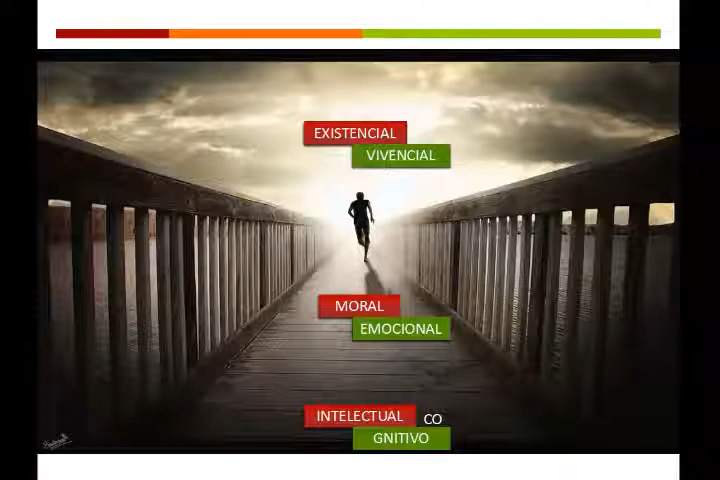 EXISTENCIAL
VIVENCIAL
MORAL
EMOCIONAL
INTELECTUAL CO
GNITIVO